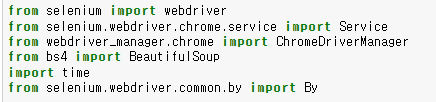 from selenium import webdriver
from selenium.webdriver.chrome.service import Service
from webdriver_manager.chrome import ChromeDriverManager
from bs4 import BeautifulSoup
import time
from selenium.webdriver.common.by import By